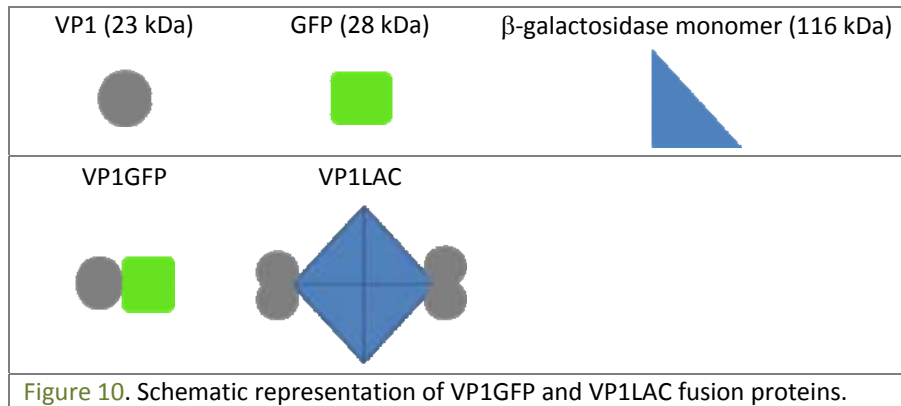 VP1 (23 kDa) GFP (28 kDa) β-galactosidase monomer (116 kDa)
VP1GFP VP1LAC
Figure 10. Schematic representation of VP1GFP and VP1LAC fusion proteins.